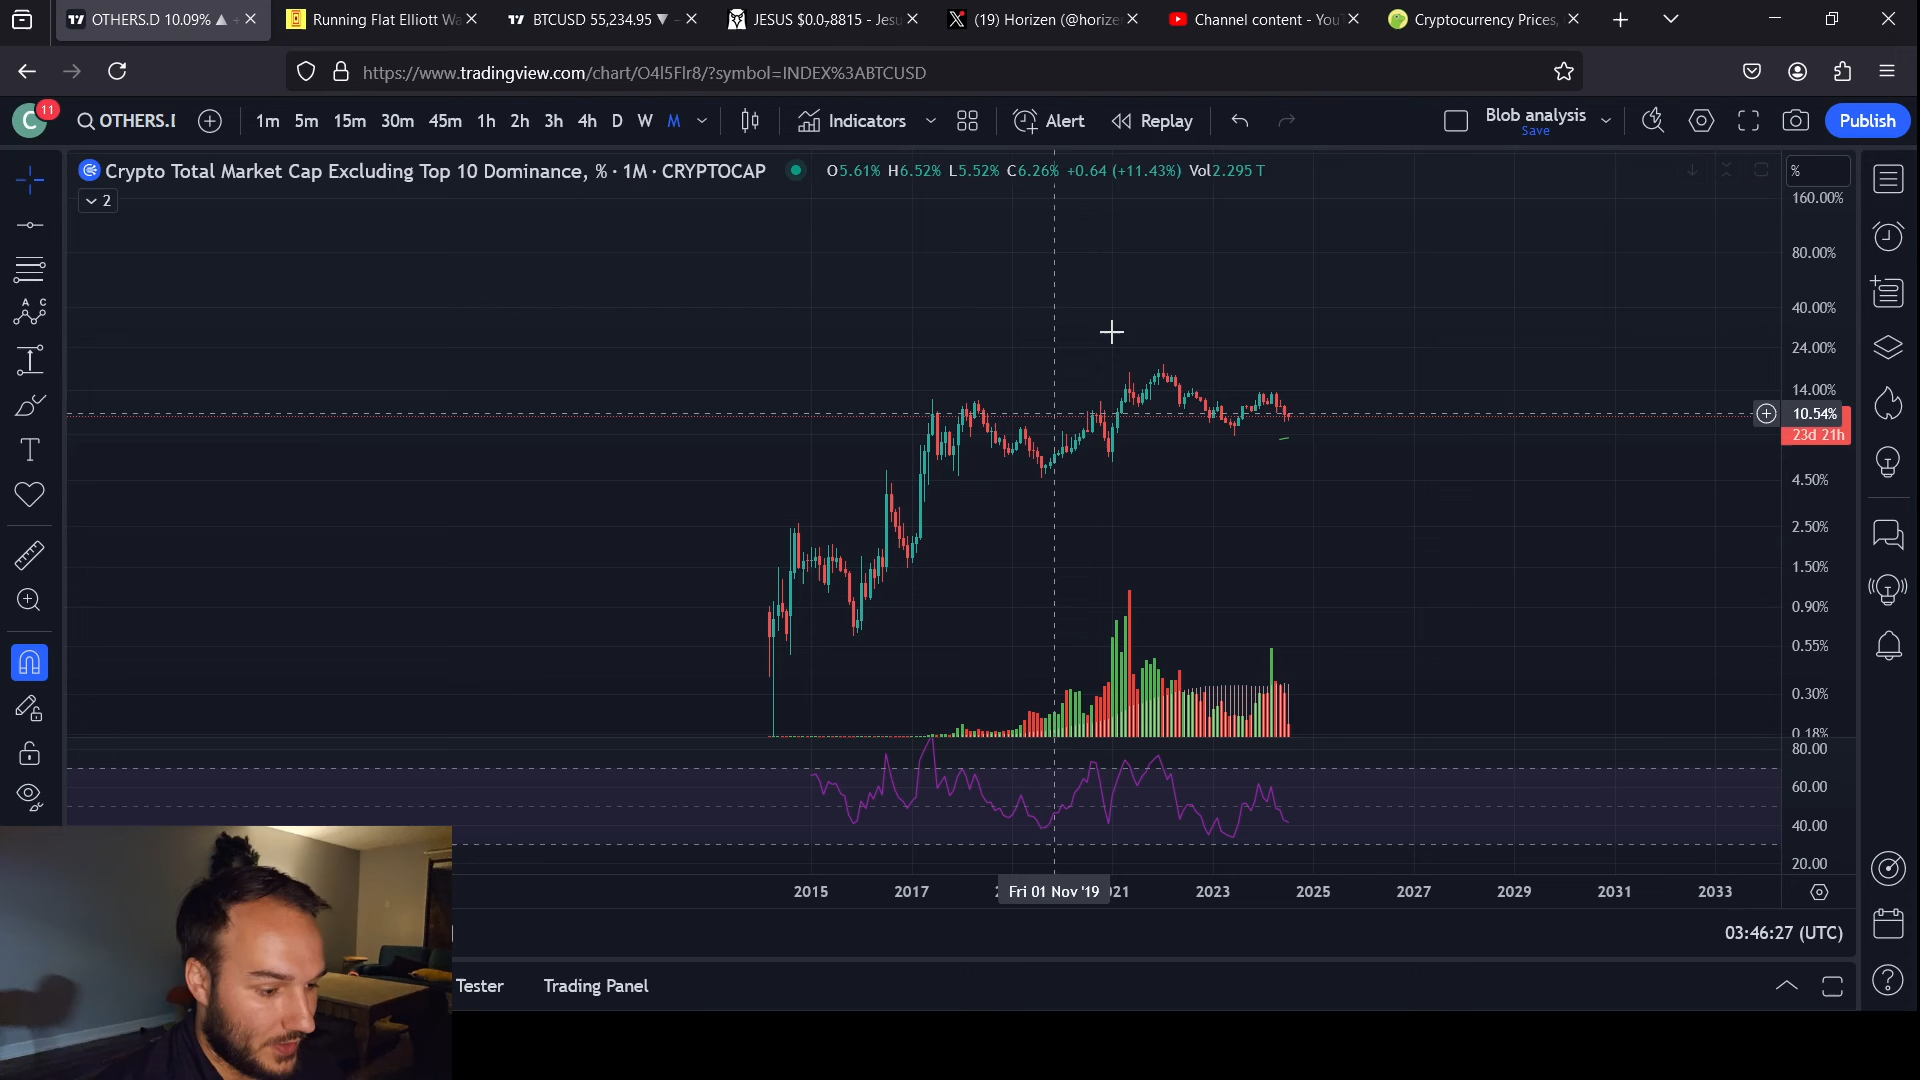 OTHERS.D 10.09% ▲
Running Flat Elliott Wa
BTCUSD 55,234.95 ▼ -
JESUS $0.0₇8815 - Jesu
(19) Horizen (@horize
Channel content - You
Cryptocurrency Prices,
https://www.tradingview.com/chart/O4l5Flr8/?symbol=INDEX%3ABTCUSD
C
11
OTHERS.D
1m 5m 15m 30m 45m 1h 2h 3h 4h D W M
Indicators
Alert
Replay
Blob analysis
Save
Publish
Crypto Total Market Cap Excluding Top 10 Dominance, % · 1M · CRYPTOCAP
O5.61% H6.52% L5.52% C6.26% +0.64 (+11.43%) Vol2.295 T
%
2
160.00%
80.00%
40.00%
24.00%
14.00%
10.54%
23d 21h
4.50%
2.50%
1.50%
0.90%
0.55%
0.30%
0.18%
80.00
60.00
40.00
20.00
2015 2017 Fri 01 Nov '19 2021 2023 2025 2027 2029 2031 2033
03:46:27 (UTC)
Tester
Trading Panel